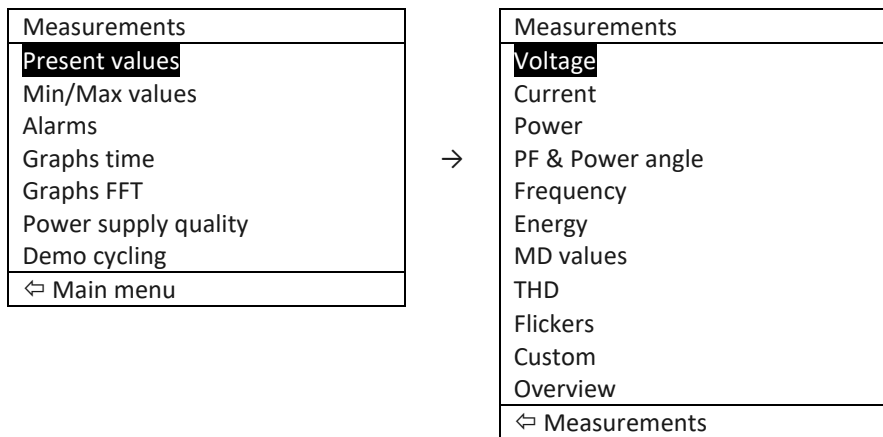 Measurements
Present values
Min/Max values
Alarms
Graphs time
Graphs FFT
Power supply quality
Demo cycling
⇦ Main menu
→
Measurements
Voltage
Current
Power
PF & Power angle
Frequency
Energy
MD values
THD
Flickers
Custom
Overview
⇦ Measurements